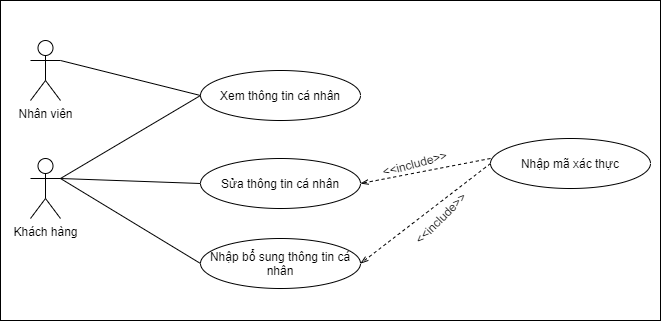 Nhân viên
Xem thông tin cá nhân
Khách hàng
Sửa thông tin cá nhân
<<include>>
Nhập mã xác thực
<<include>>
Nhập bổ sung thông tin cá
nhân